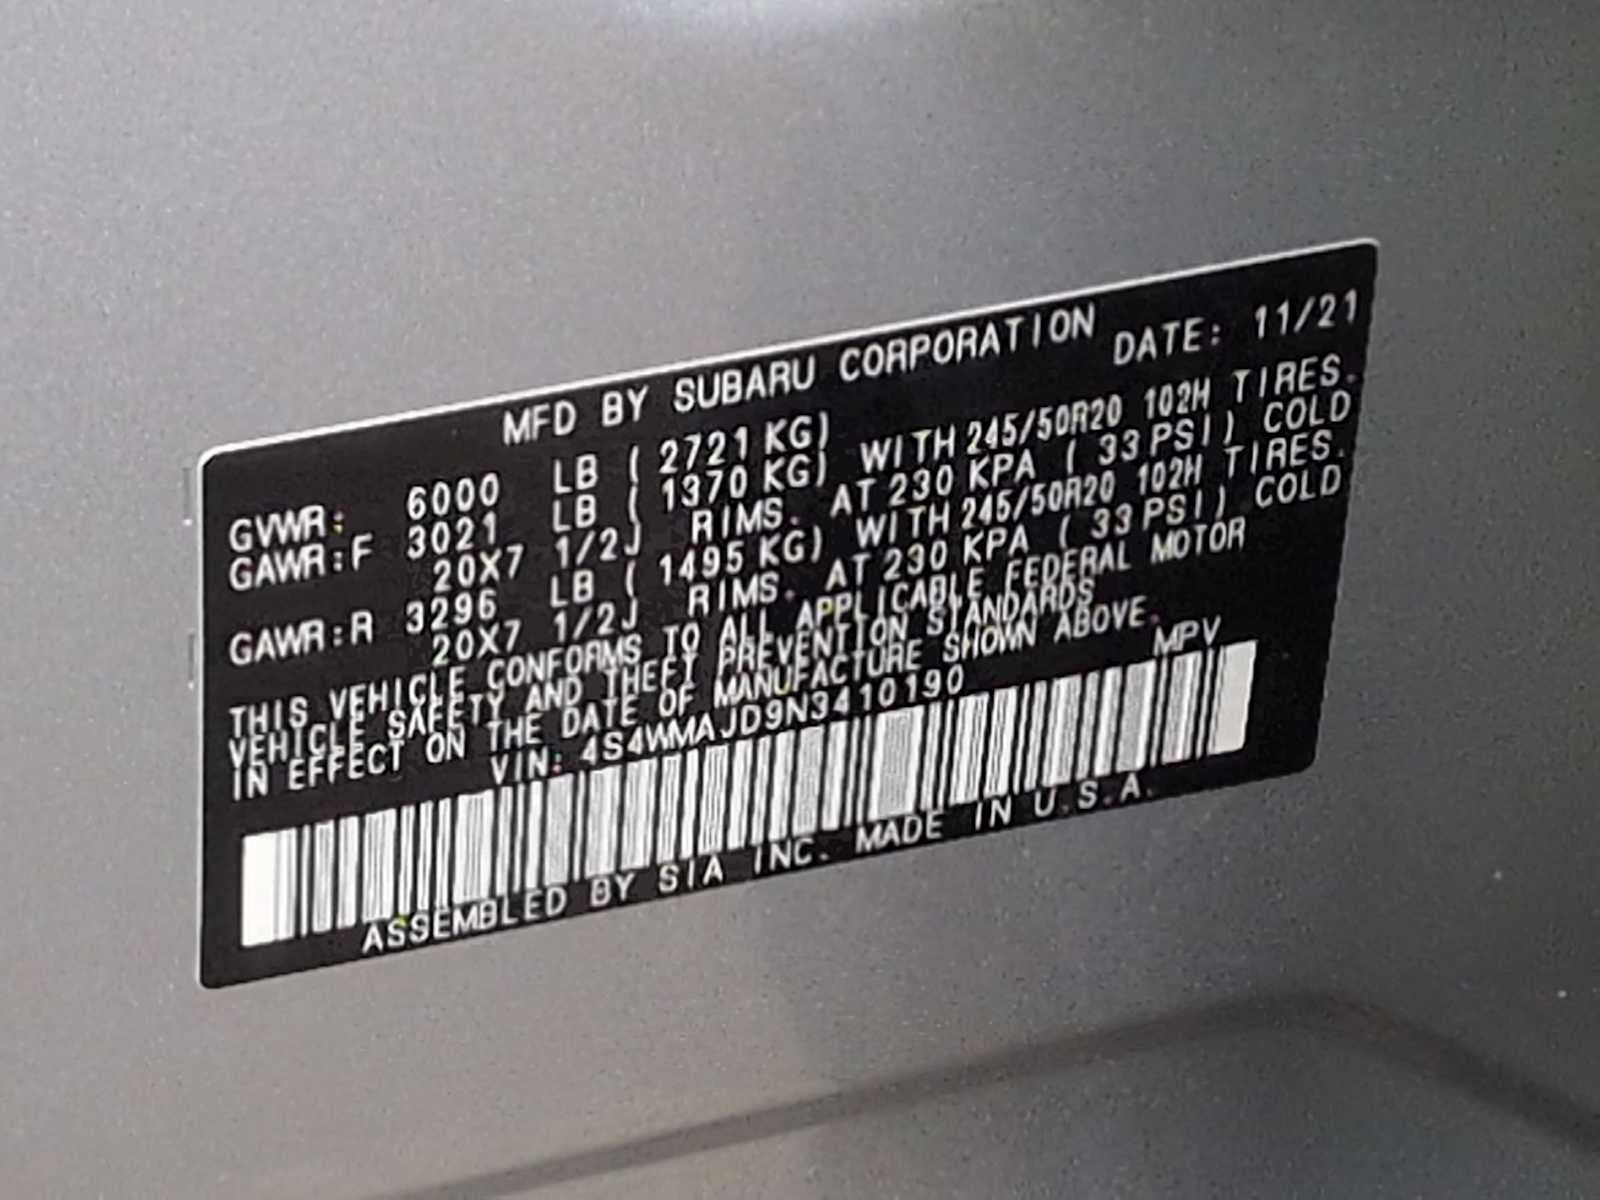 MFD BY SUBARU CORPORATION DATE: 11/21
GVWR: 6000 LB ( 2721 KG)
GAWR:F 3021 LB ( 1370 KG) WITH 245/50R20 102H TIRES.
20X7 1/2J RIMS. AT 230 KPA ( 33 PSI) COLD
GAWR:R 3296 LB ( 1495 KG) WITH 245/50R20 102H TIRES.
20X7 1/2J RIMS. AT 230 KPA ( 33 PSI) COLD
THIS VEHICLE CONFORMS TO ALL APPLICABLE FEDERAL MOTOR
VEHICLE SAFETY AND THEFT PREVENTION STANDARDS
IN EFFECT ON THE DATE OF MANUFACTURE SHOWN ABOVE.
VIN: 4S4WMAJD9N3410190 MPV
ASSEMBLED BY SIA INC. MADE IN U.S.A.